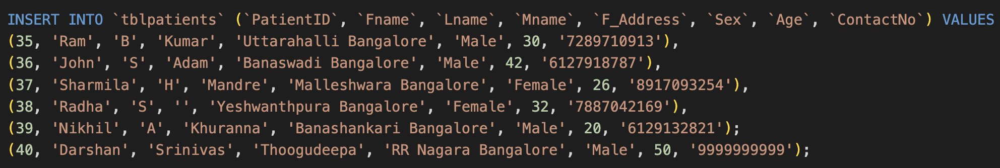 INSERT INTO `tblpatients` (`PatientID`, `Fname`, `Lname`, `Mname`, `F_Address`, `Sex`, `Age`, `ContactNo`) VALUES
(35, 'Ram', 'B', 'Kumar', 'Uttarahalli Bangalore', 'Male', 30, '7289710913'),
(36, 'John', 'S', 'Adam', 'Banaswadi Bangalore', 'Male', 42, '6127918787'),
(37, 'Sharmila', 'H', 'Mandre', 'Malleshwara Bangalore', 'Female', 26, '8917093254'),
(38, 'Radha', 'S', '', 'Yeshwanthpura Bangalore', 'Female', 32, '7887042169'),
(39, 'Nikhil', 'A', 'Khuranna', 'Banashankari Bangalore', 'Male', 20, '6129132821');
(40, 'Darshan', 'Srinivas', 'Thoogudeepa', 'RR Nagara Bangalore', 'Male', 50, '9999999999');